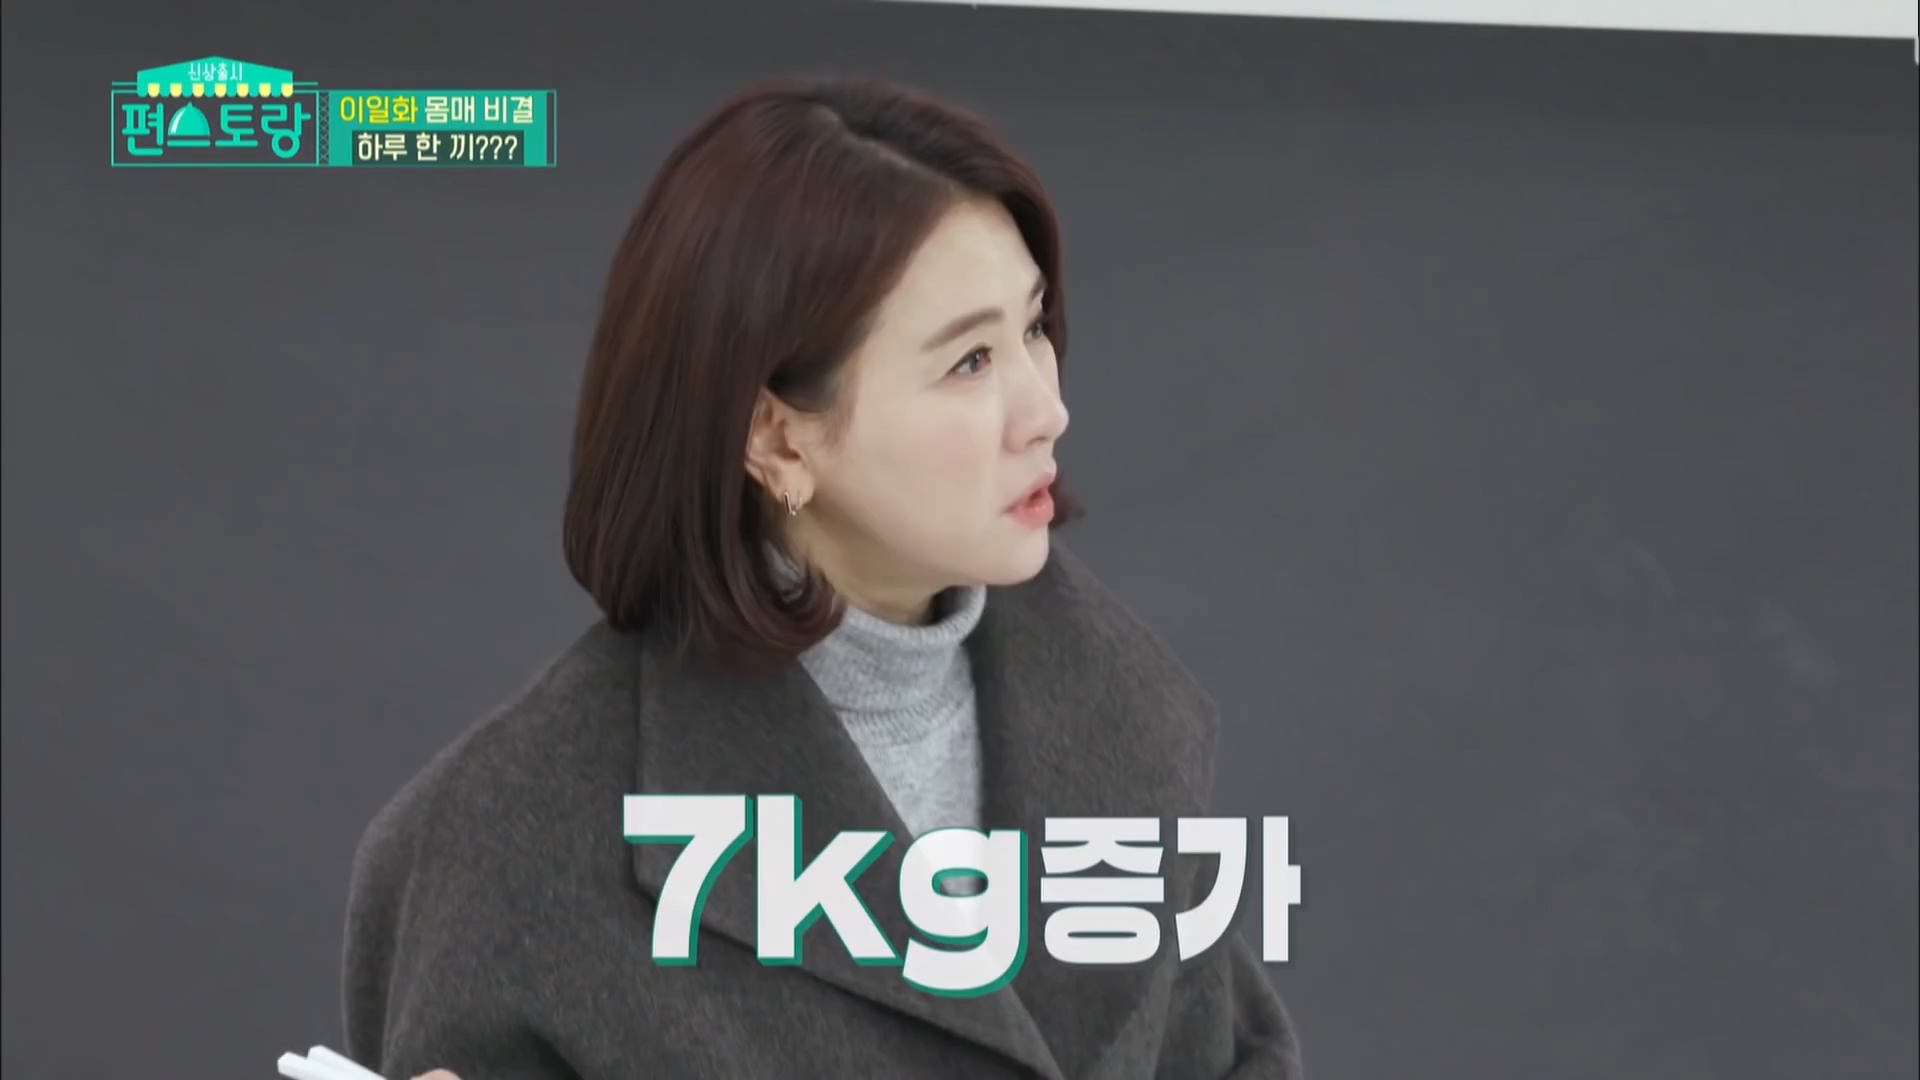 신상출시
편스토랑
이일화 몸매 비결
하루 한 끼???
7kg증가